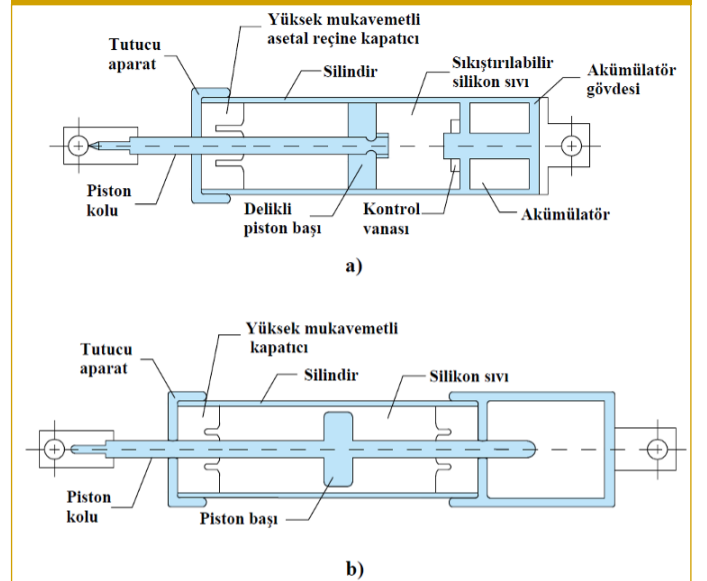 Yüksek mukavemetli
asetal reçine kapatıcı
Tutucu
aparat
Silindir
Sıkıştırılabilir
silikon sıvı
Akümülatör
gövdesi
Piston
kolu
Delikli
piston başı
Kontrol
vanası
Akümülatör
a)
Yüksek mukavemetli
kapatıcı
Tutucu
aparat
Silindir
Silikon sıvı
Piston
kolu
Piston başı
b)